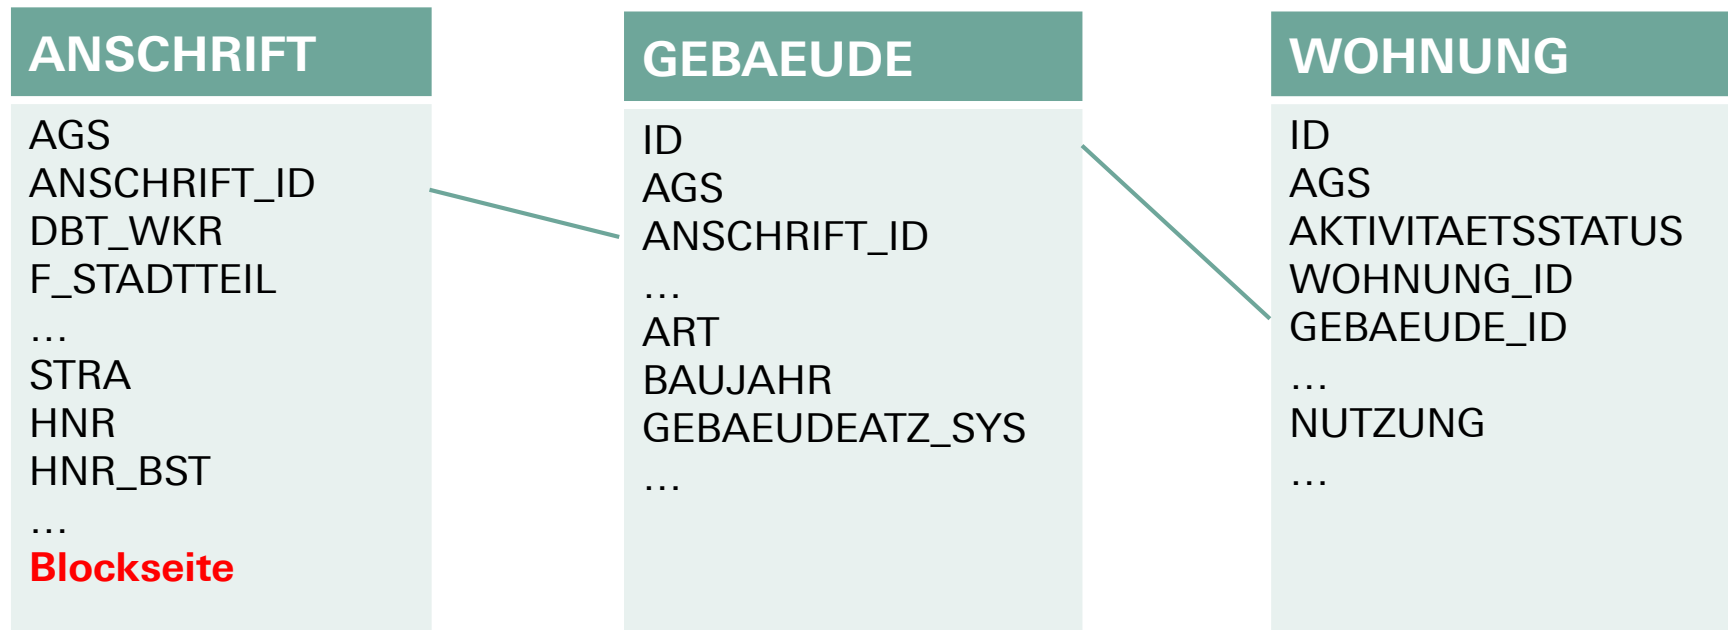 ANSCHRIFT
AGS
ANSCHRIFT_ID
DBT_WKR
F_STADTTEIL
…
STRA
HNR
HNR_BST
…
Blockseite
GEBAEUDE
ID
AGS
ANSCHRIFT_ID
…
ART
BAUJAHR
GEBAEUDEATZ_SYS
…
WOHNUNG
ID
AGS
AKTIVITAETSSTATUS
WOHNUNG_ID
GEBAEUDE_ID
…
NUTZUNG
…